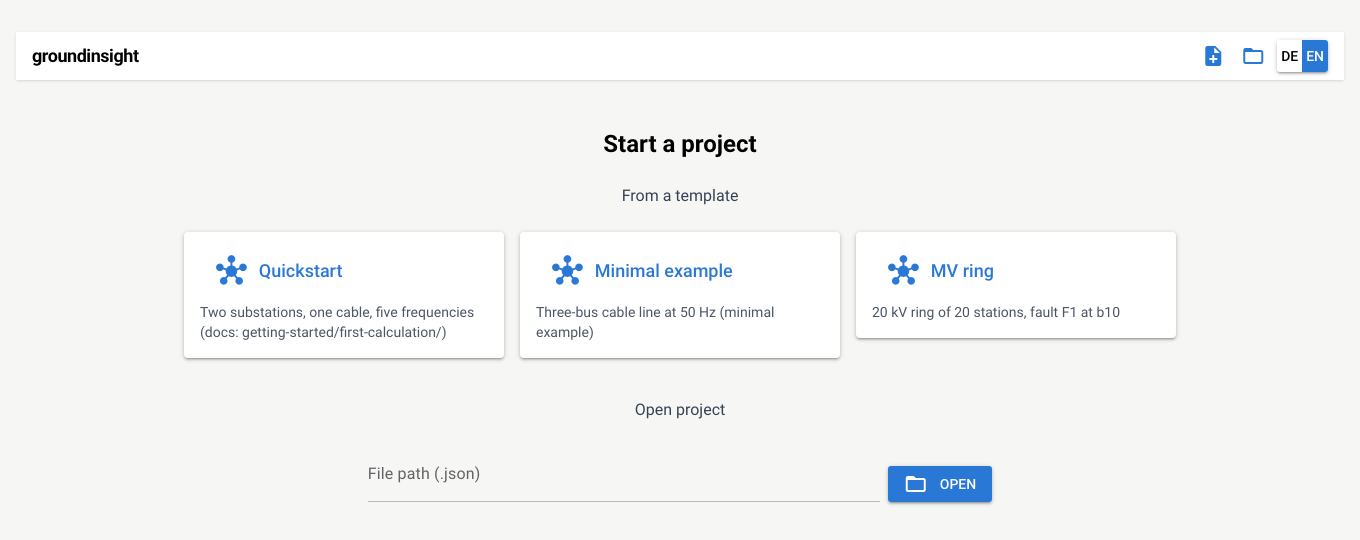 groundinsight
DE EN
Start a project
From a template
Quickstart
Two substations, one cable, five frequencies
(docs: getting-started/first-calculation/)
Minimal example
Three-bus cable line at 50 Hz (minimal
example)
MV ring
20 kV ring of 20 stations, fault F1 at b10
Open project
File path (.json)
OPEN